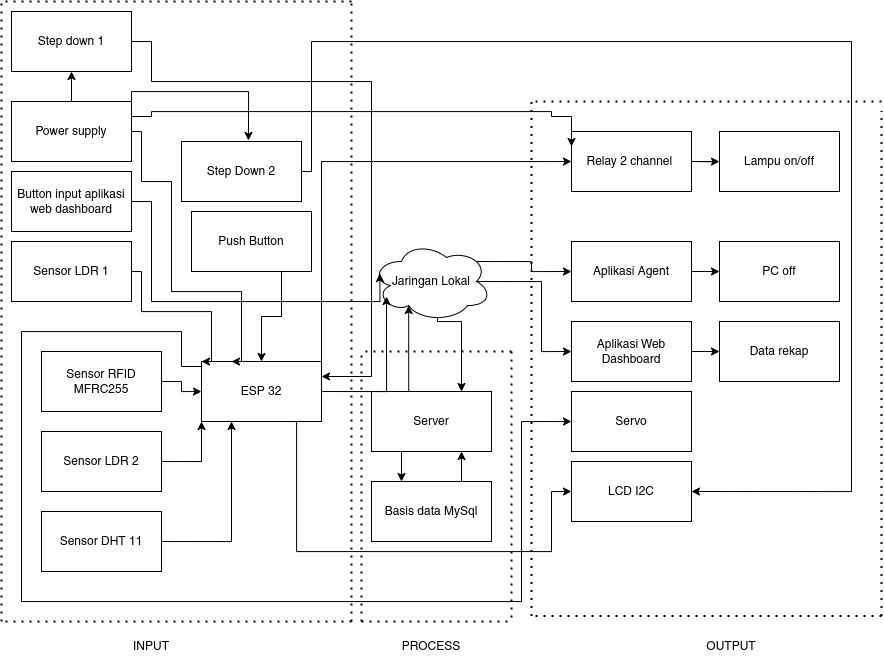 Step down 1
Power supply
Step Down 2
Button input aplikasi
web dashboard
Push Button
Sensor LDR 1
Sensor RFID
MFRC255
ESP 32
Sensor LDR 2
Sensor DHT 11
INPUT
Jaringan Lokal
Server
Basis data MySql
PROCESS
Relay 2 channel
Lampu on/off
Aplikasi Agent
PC off
Aplikasi Web
Dashboard
Data rekap
Servo
LCD I2C
OUTPUT